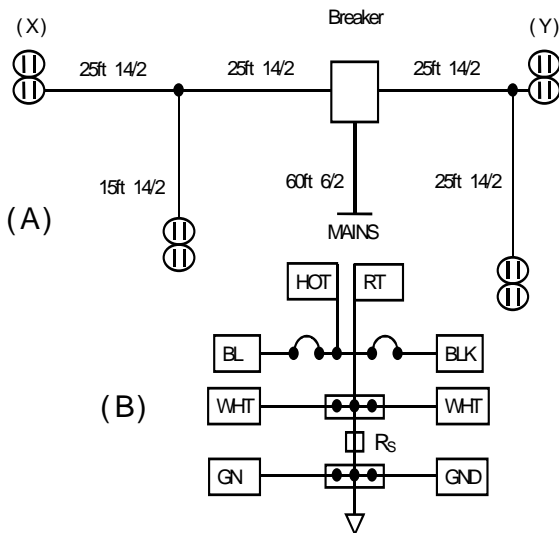 Breaker
(X)
(Y)
25ft 14/2
25ft 14/2
25ft 14/2
15ft 14/2
60ft 6/2
25ft 14/2
(A)
MAINS
HOT
RT
BL
BLK
(B)
WHT
WHT
RS
GN
GND